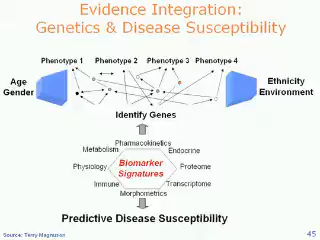 Evidence Integration:
Genetics & Disease Susceptibility
Phenotype 1 Phenotype 2 Phenotype 3 Phenotype 4
Age
Gender
Ethnicity
Environment
Identify Genes
Pharmacokinetics
Metabolism
Endocrine
Physiology
Biomarker
Signatures
Proteome
Immune
Transcriptome
Morphometrics
Predictive Disease Susceptibility
Source: Terry Magnuson
45